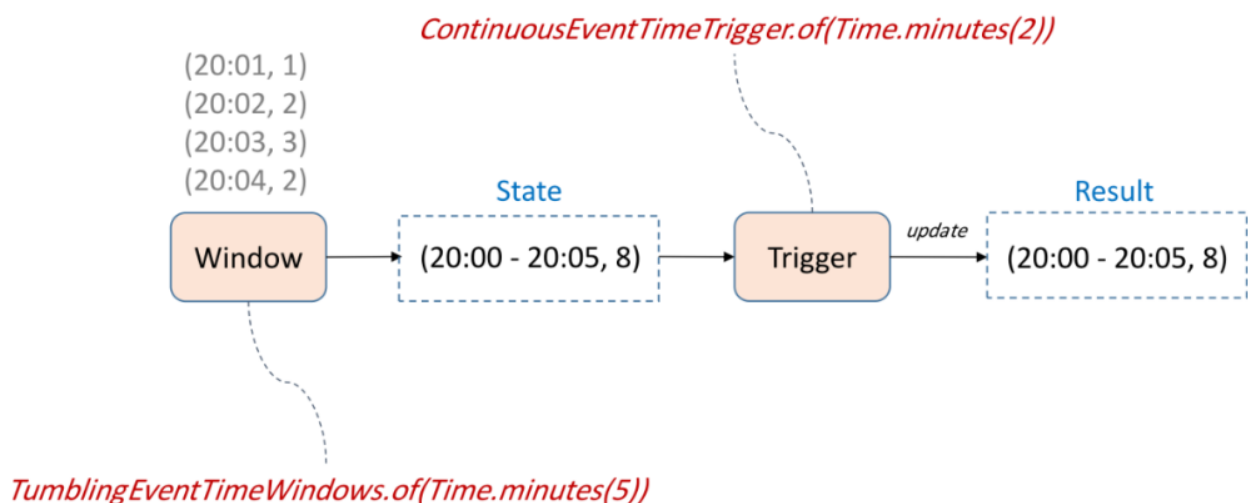 ContinuousEventTimeTrigger.of(Time.minutes(2))
(20:01, 1)
(20:02, 2)
(20:03, 3)
(20:04, 2)
State
Result
Window
(20:00 - 20:05, 8)
Trigger
update
(20:00 - 20:05, 8)
TumblingEventTimeWindows.of(Time.minutes(5))